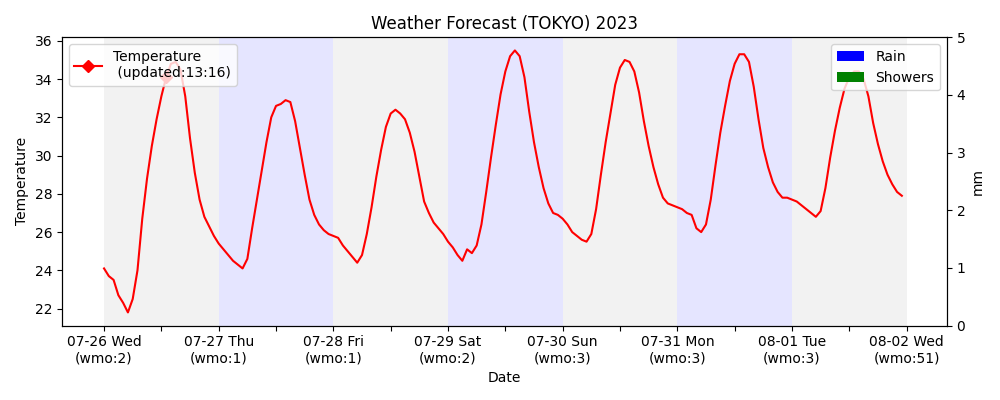 Weather Forecast (TOKYO) 2023
Temperature
(updated:13:16)
Rain
Showers
36
34
32
30
28
26
24
22
Temperature
5
4
3
2
1
0
mm
07-26 Wed 07-27 Thu 07-28 Fri 07-29 Sat 07-30 Sun 07-31 Mon 08-01 Tue 08-02 Wed
(wmo:2) (wmo:1) (wmo:1) (wmo:2) (wmo:3) (wmo:3) (wmo:3) (wmo:51)
Date